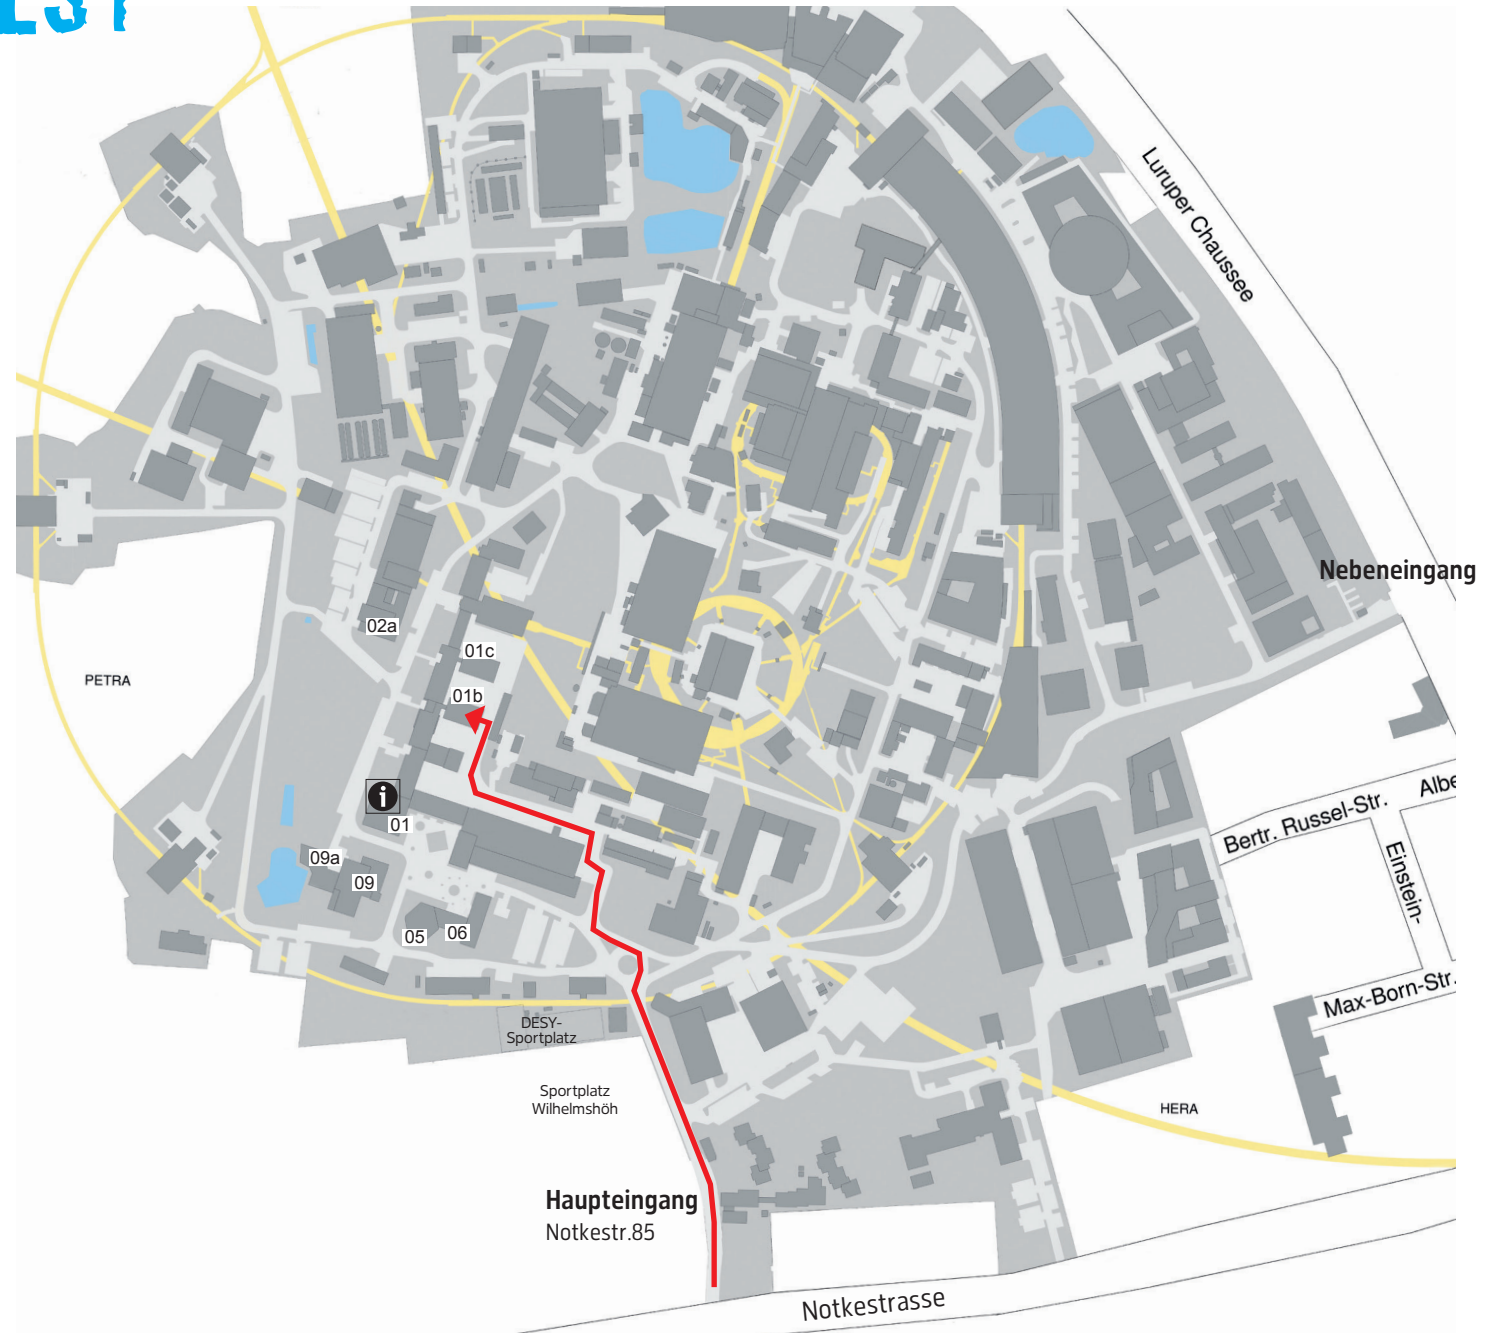 Luruper Chaussee
Nebeneingang
02a
01c
PETRA
01b
Bertr. Russel-Str.
Albe
i
01
Einstein-
09a
09
05
06
Max-Born-Str.
DESY-
Sportplatz
Sportplatz
Wilhelmshöh
HERA
Haupteingang
Notkestr.85
Notkestrasse